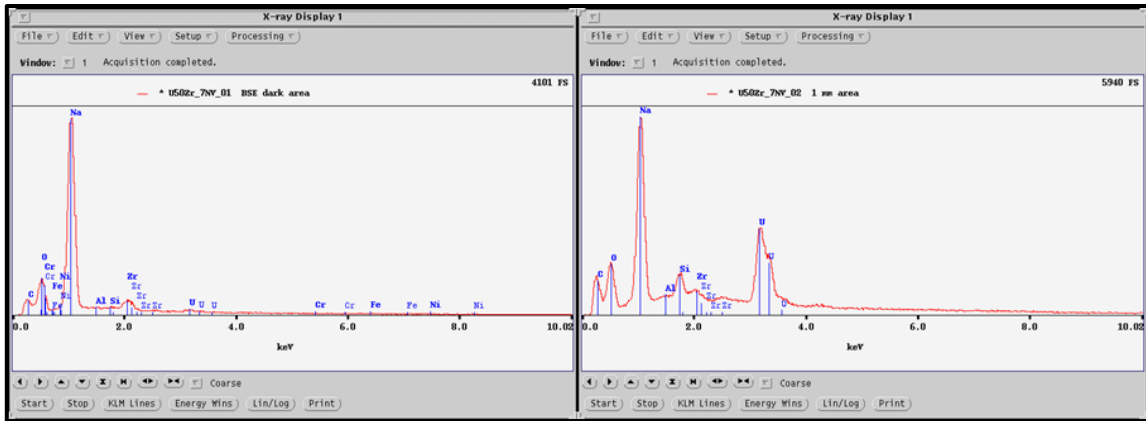 X-ray Display 1
File Edit View Setup Processing
Window: 1 Acquisition completed.
4101 FS
* U50Zr_7NV_01 BSE dark area
Na
O
Cr
Cr Ni
C Fe Si Zr
Fe Al Si Zr Zr Zr Zr U U U Cr Cr Fe Fe Ni Ni
0.0 2.0 4.0 6.0 8.0 10.02
keV
Coarse
Start Stop KLM Lines Energy Wins Lin/Log Print
X-ray Display 1
File Edit View Setup Processing
Window: 1 Acquisition completed.
5940 FS
* U50Zr_7NV_02 1 mm area
Na
U
C O Si Zr U
Al Zr Zr Zr Zr U
0.0 2.0 4.0 6.0 8.0 10.02
keV
Coarse
Start Stop KLM Lines Energy Wins Lin/Log Print